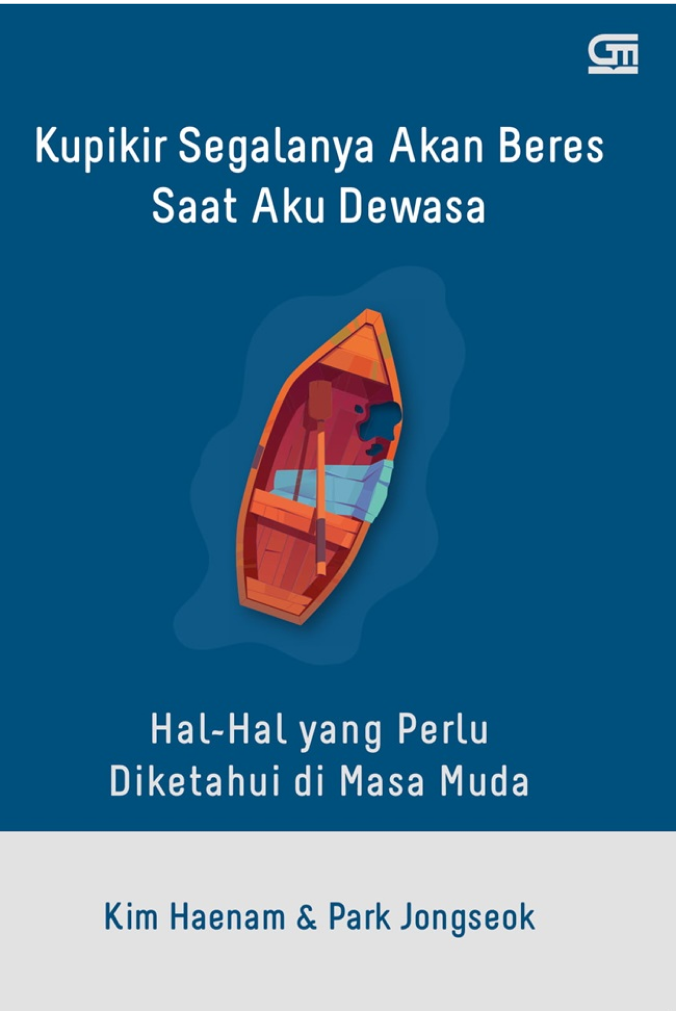 GM
Kupikir Segalanya Akan Beres
Saat Aku Dewasa
Hal-Hal yang Perlu
Diketahui di Masa Muda
Kim Haenam & Park Jongseok